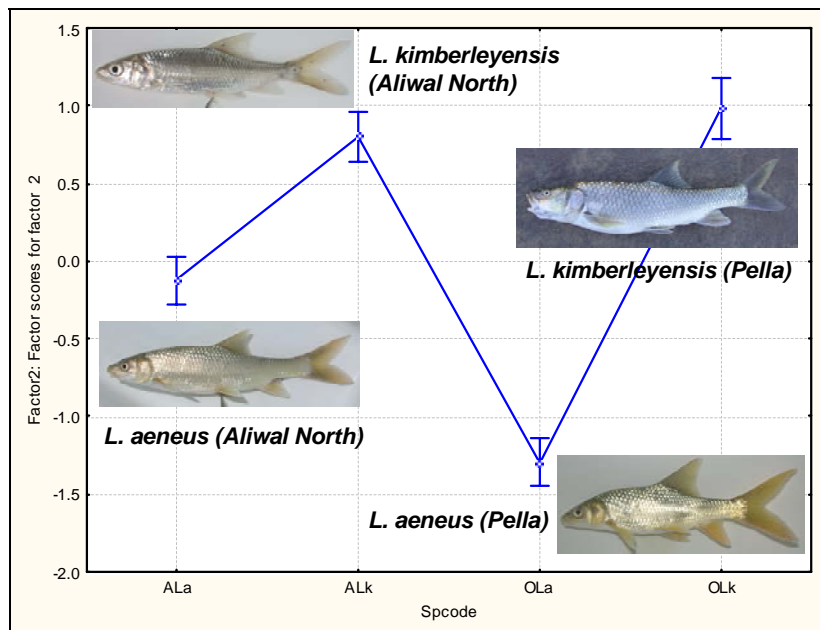 1.5
1.0
0.5
0.0
-0.5
-1.0
-1.5
-2.0
Factor2: Factor scores for factor 2
L. kimberleyensis
(Aliwal North)
L. kimberleyensis (Pella)
L. aeneus (Aliwal North)
L. aeneus (Pella)
ALa
ALk
OLa
OLk
Spcode